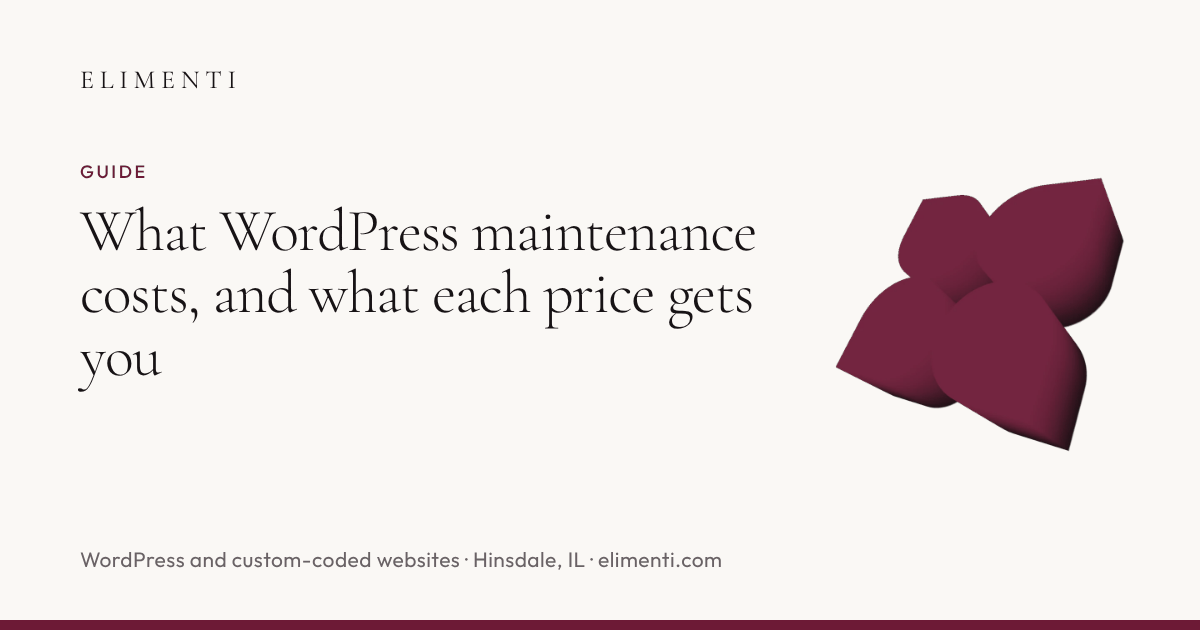 ELIMENTI
GUIDE
What WordPress maintenance
costs, and what each price gets
you
WordPress and custom-coded websites · Hinsdale, IL · elimenti.com